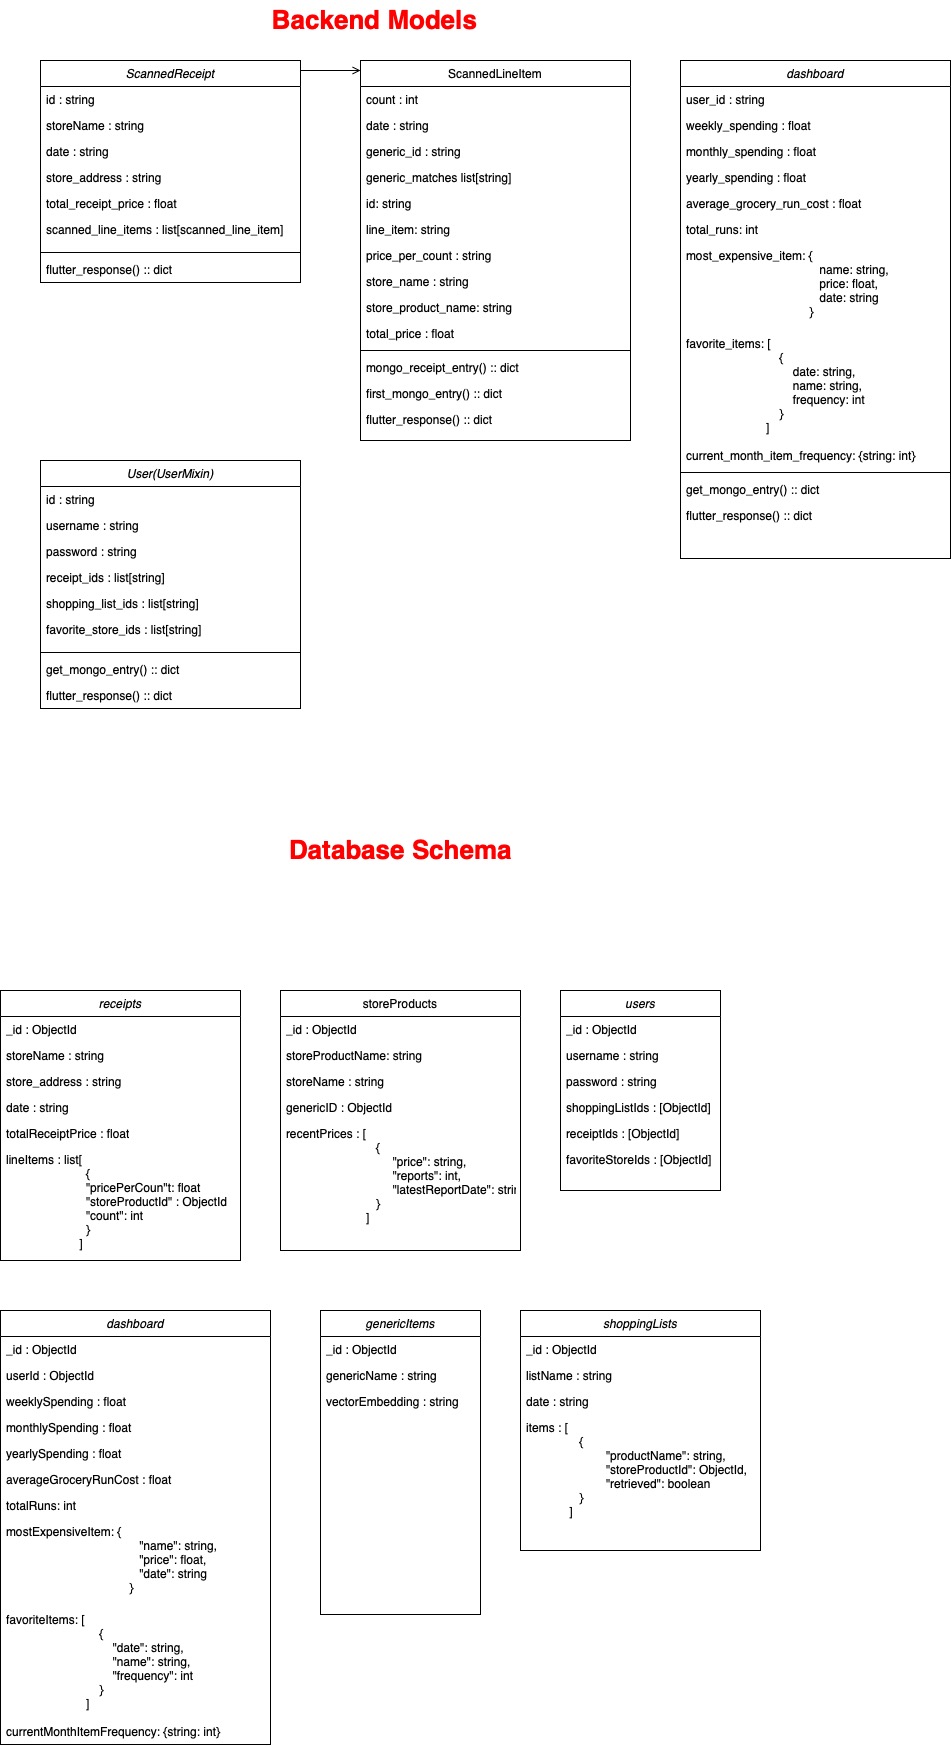 Backend Models
ScannedReceipt
id : string
storeName : string
date : string
store_address : string
total_receipt_price : float
scanned_line_items : list[scanned_line_item]
flutter_response() :: dict
ScannedLineItem
count : int
date : string
generic_id : string
generic_matches list[string]
id: string
line_item: string
price_per_count : string
store_name : string
store_product_name: string
total_price : float
mongo_receipt_entry() :: dict
first_mongo_entry() :: dict
flutter_response() :: dict
dashboard
user_id : string
weekly_spending : float
monthly_spending : float
yearly_spending : float
average_grocery_run_cost : float
total_runs: int
most_expensive_item: {
name: string,
price: float,
date: string
}
favorite_items: [
{
date: string,
name: string,
frequency: int
}
]
current_month_item_frequency: {string: int}
get_mongo_entry() :: dict
flutter_response() :: dict
User(UserMixin)
id : string
username : string
password : string
receipt_ids : list[string]
shopping_list_ids : list[string]
favorite_store_ids : list[string]
get_mongo_entry() :: dict
flutter_response() :: dict
Database Schema
receipts
_id : ObjectId
storeName : string
store_address : string
date : string
totalReceiptPrice : float
lineItems : list[
{
"pricePerCoun"t: float
"storeProductId" : ObjectId
"count": int
}
]
storeProducts
_id : ObjectId
storeProductName: string
storeName : string
genericID : ObjectId
recentPrices : [
{
"price": string,
"reports": int,
"latestReportDate": strin
}
]
users
_id : ObjectId
username : string
password : string
shoppingListIds : [ObjectId]
receiptIds : [ObjectId]
favoriteStoreIds : [ObjectId]
dashboard
_id : ObjectId
userId : ObjectId
weeklySpending : float
monthlySpending : float
yearlySpending : float
averageGroceryRunCost : float
totalRuns: int
mostExpensiveItem: {
"name": string,
"price": float,
"date": string
}
favoriteItems: [
{
"date": string,
"name": string,
"frequency": int
}
]
currentMonthItemFrequency: {string: int}
genericItems
_id : ObjectId
genericName : string
vectorEmbedding : string
shoppingLists
_id : ObjectId
listName : string
date : string
items : [
{
"productName": string,
"storeProductId": ObjectId,
"retrieved": boolean
}
]